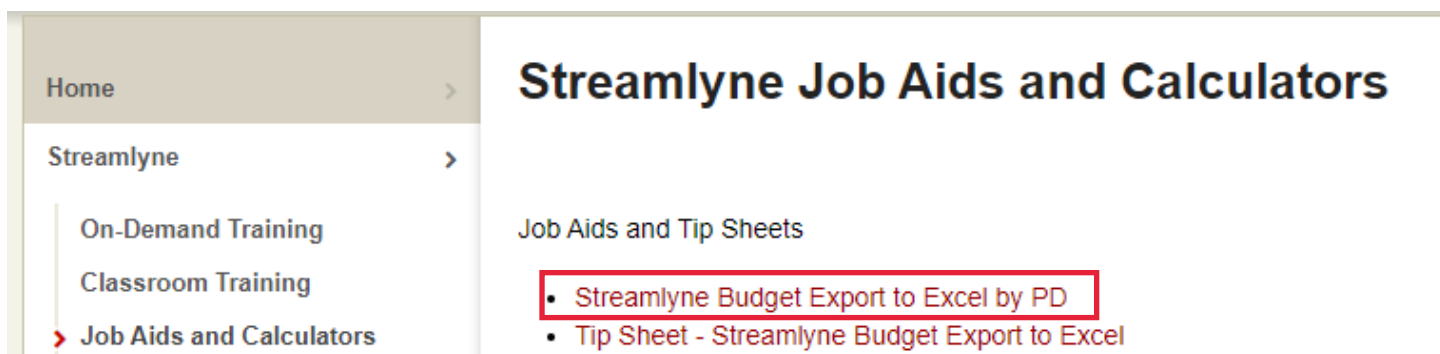 Home
Streamlyne
On-Demand Training
Classroom Training
Job Aids and Calculators
Streamlyne Job Aids and Calculators
Job Aids and Tip Sheets
• Streamlyne Budget Export to Excel by PD
• Tip Sheet - Streamlyne Budget Export to Excel